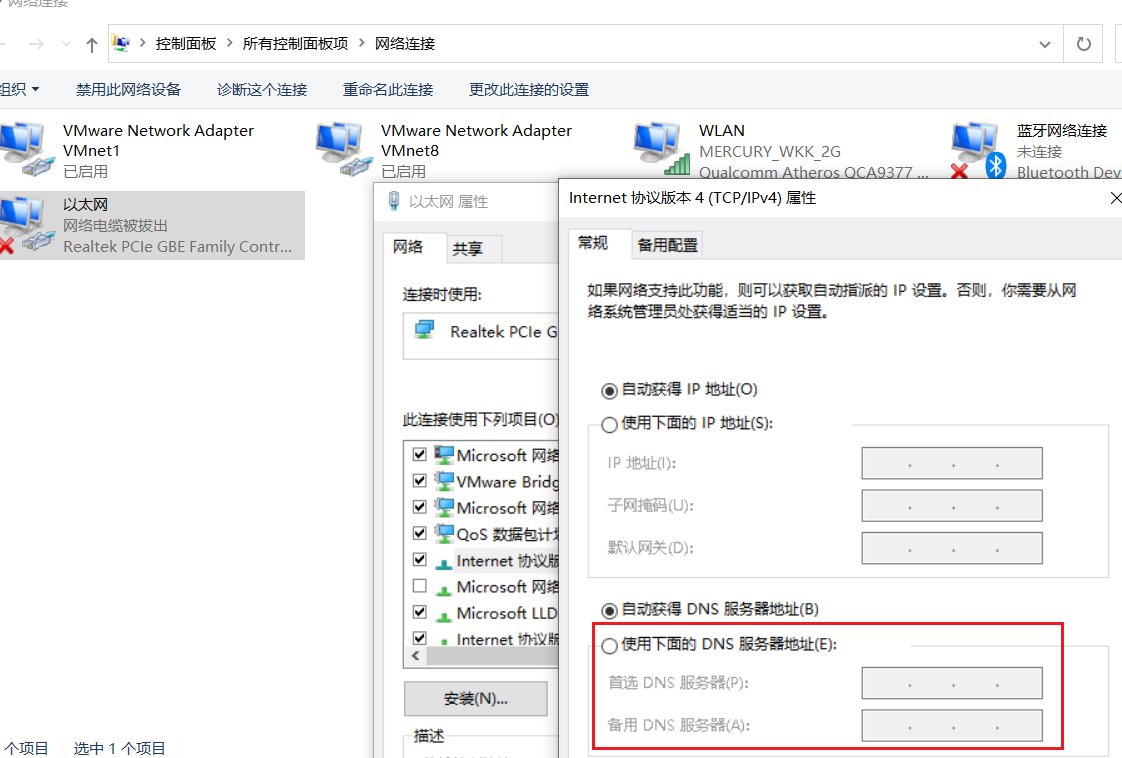 网络连接
控制面板 > 所有控制面板项 > 网络连接
组织 禁用此网络设备 诊断这个连接 重命名此连接 更改此连接的设置
VMware Network Adapter
VMnet1
已启用
VMware Network Adapter
VMnet8
已启用
WLAN
MERCURY_WKK_2G
Qualcomm Atheros QCA9377 ...
蓝牙网络连接
未连接
Bluetooth Dev
以太网
网络电缆被拔出
Realtek PCIe GBE Family Contr...
以太网 属性
网络 共享
连接时使用:
Realtek PCIe G
此连接使用下列项目(O)
Microsoft 网络
VMware Bridg
Microsoft 网络
QoS 数据包计划
Internet 协议版
Microsoft 网络
Microsoft LLD
Internet 协议版
安装(N)...
描述
Internet 协议版本 4 (TCP/IPv4) 属性
常规 备用配置
如果网络支持此功能，则可以获取自动指派的 IP 设置。否则，你需要从网
络系统管理员处获得适当的 IP 设置。
自动获得 IP 地址(O)
使用下面的 IP 地址(S):
IP 地址(I):
子网掩码(U):
默认网关(D):
自动获得 DNS 服务器地址(B)
使用下面的 DNS 服务器地址(E):
首选 DNS 服务器(P):
备用 DNS 服务器(A):
个项目 选中 1 个项目